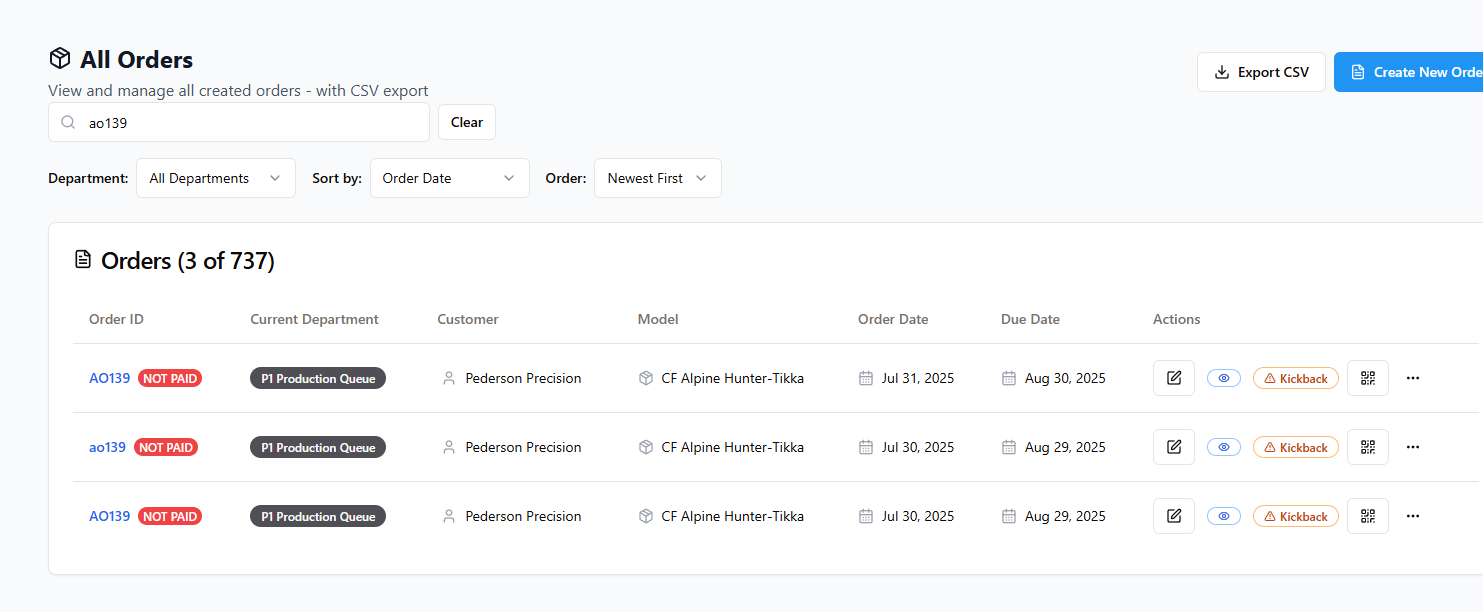 All Orders
View and manage all created orders - with CSV export
Export CSV
Create New Orde
ao139
Clear
Department: All Departments Sort by: Order Date Order: Newest First
Orders (3 of 737)
Order ID Current Department Customer Model Order Date Due Date Actions
AO139 NOT PAID P1 Production Queue Pederson Precision CF Alpine Hunter-Tikka Jul 31, 2025 Aug 30, 2025 Kickback
ao139 NOT PAID P1 Production Queue Pederson Precision CF Alpine Hunter-Tikka Jul 30, 2025 Aug 29, 2025 Kickback
AO139 NOT PAID P1 Production Queue Pederson Precision CF Alpine Hunter-Tikka Jul 30, 2025 Aug 29, 2025 Kickback